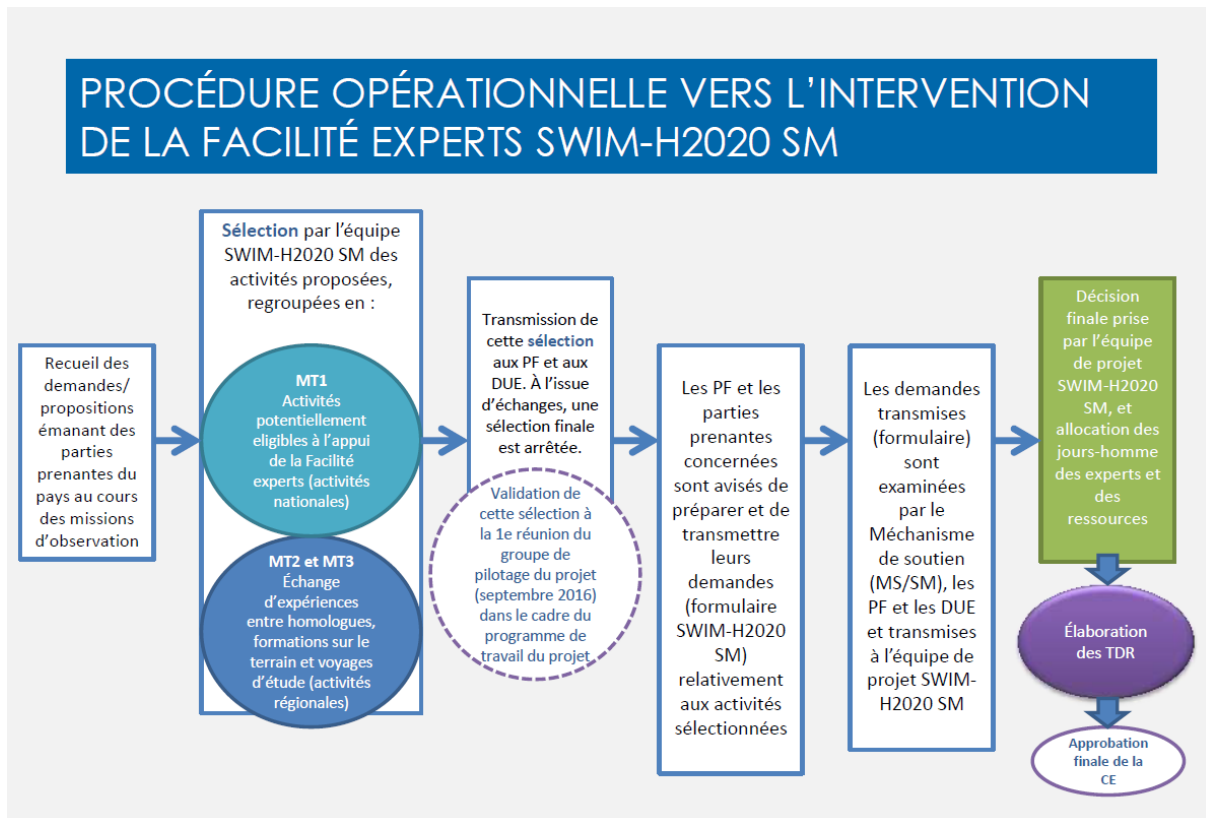 PROCÉDURE OPÉRATIONNELLE VERS L’INTERVENTION
DE LA FACILITÉ EXPERTS SWIM-H2020 SM
Recueil des
demandes/
propositions
émanant des
parties
prenantes du
pays au cours
des missions
d’observation
Sélection par l’équipe
SWIM-H2020 SM des
activités proposées,
regroupées en :
MT1
Activités
potentiellement
eligibles à l’appui
de la Facilité
experts (activités
nationales)
MT2 et MT3
Échange
d’expériences
entre homologues,
formations sur le
terrain et voyages
d’étude (activités
régionales)
Transmission de
cette sélection
aux PF et aux
DUE. À l’issue
d’échanges, une
sélection finale
est arrêtée.
Validation de
cette sélection à
la 1e réunion du
groupe de
pilotage du projet
(septembre 2016)
dans le cadre du
programme de
travail du projet
Les PF et les
parties
prenantes
concernées
sont avisés de
préparer et de
transmettre
leurs
demandes
(formulaire
SWIM-H2020
SM)
relativement
aux activités
sélectionnées
Les demandes
transmises
(formulaire)
sont
examinées
par le
Méchanisme
de soutien
(MS/SM), les
PF et les DUE
et transmises
à l’équipe de
projet SWIM-
H2020 SM
Décision
finale prise
par l’équipe
de projet
SWIM-H2020
SM, et
allocation des
jours-homme
des experts et
des
ressources
Élaboration
des TDR
Approbation
finale de la
CE